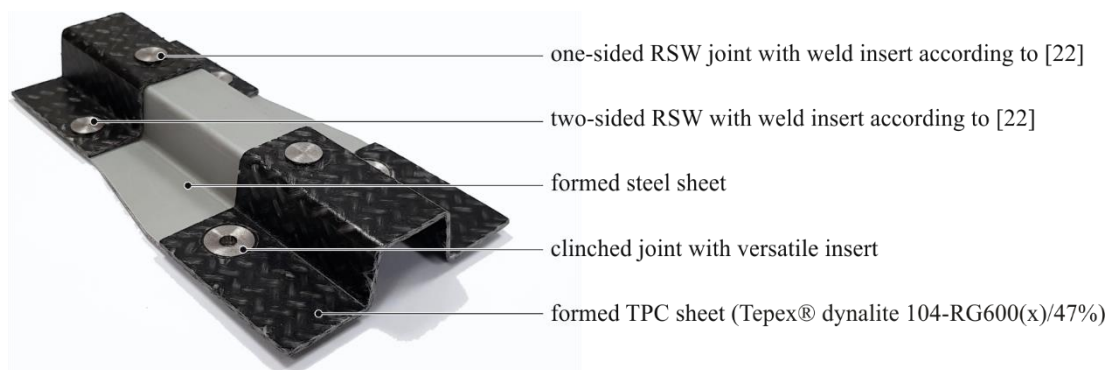 one-sided RSW joint with weld insert according to [22]
two-sided RSW with weld insert according to [22]
formed steel sheet
clinched joint with versatile insert
formed TPC sheet (Tepex® dynalite 104-RG600(x)/47%)